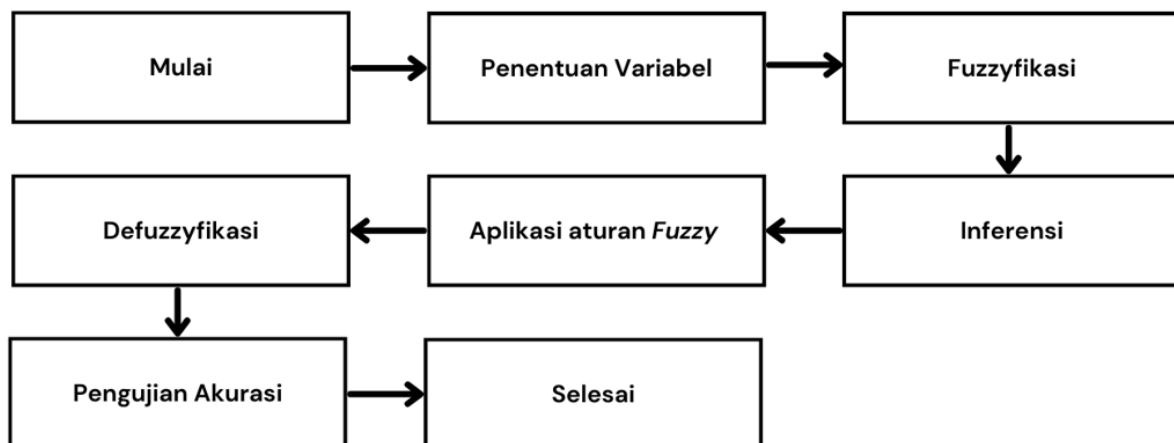 Mulai
Penentuan Variabel
Fuzzyfikasi
Inferensi
Aplikasi aturan Fuzzy
Defuzzyfikasi
Pengujian Akurasi
Selesai